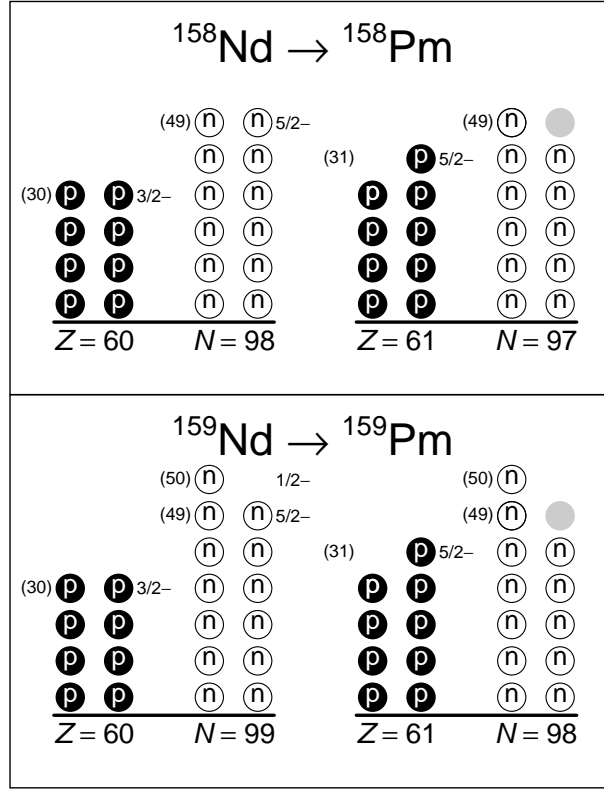 158Nd → 158Pm
(49) n n 5/2− (49) n
n n (31) p 5/2− n n
(30) p p 3/2− n n p p n n
p p n n p p n n
p p n n p p n n
p p n n p p n n
Z = 60 N = 98 Z = 61 N = 97
159Nd → 159Pm
(50) n 1/2− (50) n
(49) n n 5/2− (49) n
n n (31) p 5/2− n n
(30) p p 3/2− n n p p n n
p p n n p p n n
p p n n p p n n
p p n n p p n n
Z = 60 N = 99 Z = 61 N = 98